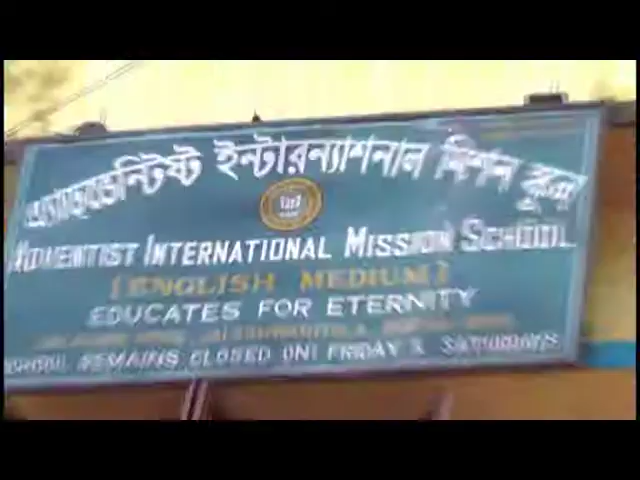 অ্যাডভেন্টিষ্ট ইন্টারন্যাশনাল মিশন স্কুল
ADVENTIST INTERNATIONAL MISSION SCHOOL
[ENGLISH MEDIUM]
EDUCATES FOR ETERNITY
SCHOOL REMAINS CLOSED ON: FRIDAY & SATURDAYS